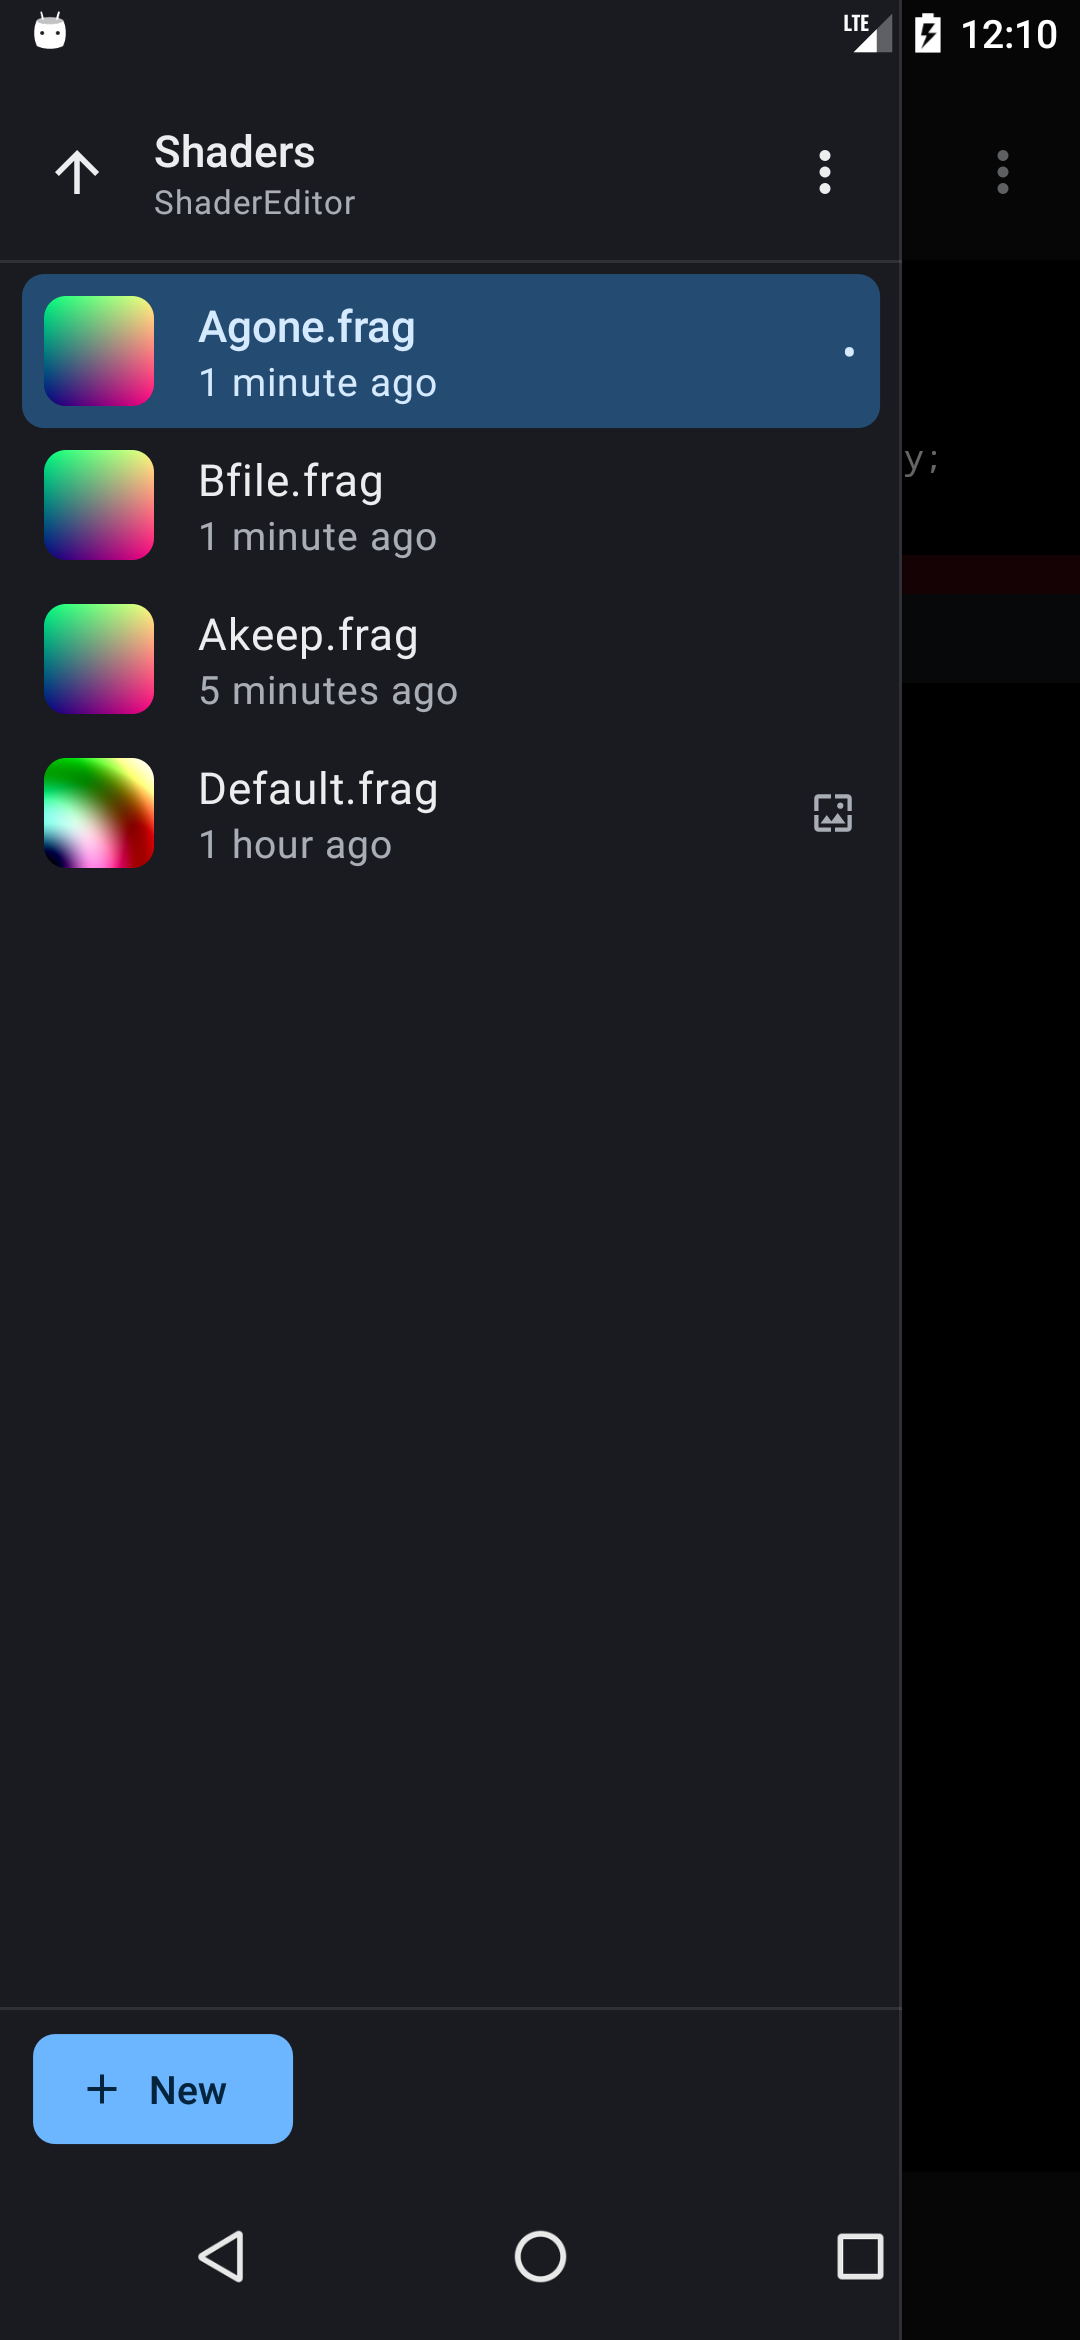 LTE
12:10
Shaders
ShaderEditor
Agone.frag
1 minute ago
y;
Bfile.frag
1 minute ago
Akeep.frag
5 minutes ago
Default.frag
1 hour ago
New